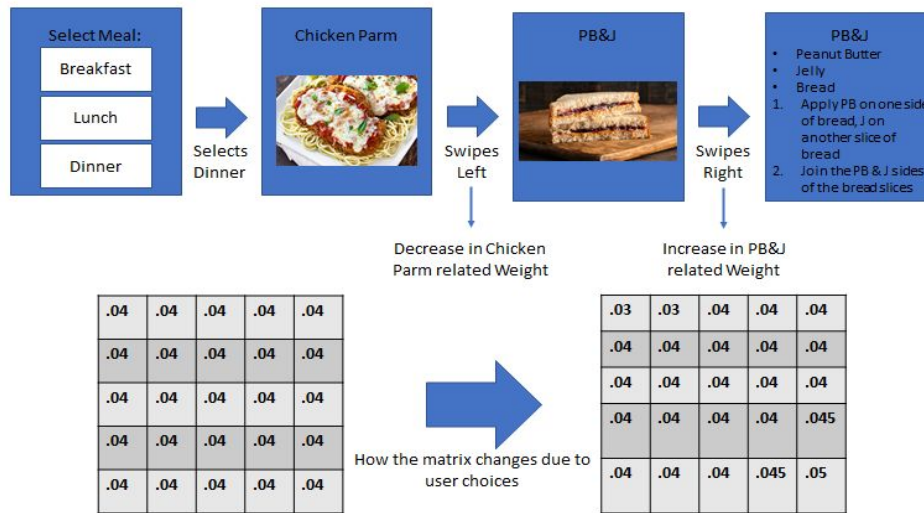 Select Meal:
Breakfast
Lunch
Dinner
Selects
Dinner
Chicken Parm
Swipes
Left
Decrease in Chicken
Parm related Weight
PB&J
Swipes
Right
Increase in PB&J
related Weight
PB&J
• Peanut Butter
• Jelly
• Bread
1. Apply PB on one side
of bread, J on
another slice of
bread
2. Join the PB & J sides
of the bread slices
.04 .04 .04 .04 .04
.04 .04 .04 .04 .04
.04 .04 .04 .04 .04
.04 .04 .04 .04 .04
.04 .04 .04 .04 .04
How the matrix changes due to
user choices
.03 .03 .04 .04 .04
.04 .04 .04 .04 .04
.04 .04 .04 .04 .04
.04 .04 .04 .04 .045
.04 .04 .04 .045 .05